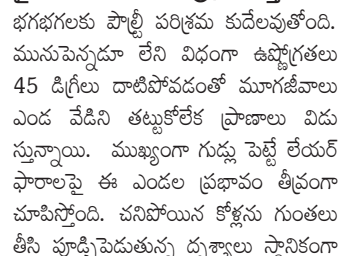 భగభగలకు పౌల్ట్రీ పరిశ్రమ కుదేలవుతోంది.
మునుపెన్నడూ లేని విధంగా ఉష్ణోగ్రతలు
45 డిగ్రీలు దాటిపోవడంతో మూగజీవాలు
ఎండ వేడిని తట్టుకోలేక ప్రాణాలు విడు
స్తున్నాయి. ముఖ్యంగా గుడ్లు పెట్టే లేయర్
ఫారాలపై ఈ ఎండల ప్రభావం తీవ్రంగా
చూపిస్తోంది. చనిపోయిన కోళ్లను గుంతలు
తీసి పూడ్చిపెడుతున్న దృశ్యాలు స్థానికంగా